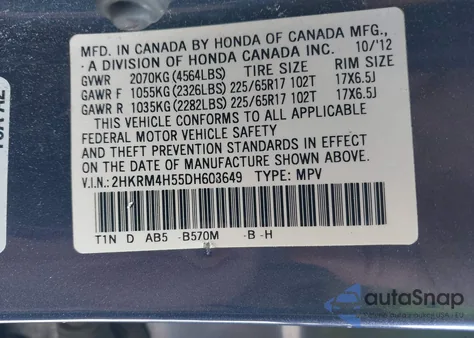 MFD. IN CANADA BY HONDA OF CANADA MFG.,
A DIVISION OF HONDA CANADA INC. 10/'12
GVWR 2070KG (4564LBS) TIRE SIZE RIM SIZE
GAWR F 1055KG (2326LBS) 225/65R17 102T 17X6.5J
GAWR R 1035KG (2282LBS) 225/65R17 102T 17X6.5J
THIS VEHICLE CONFORMS TO ALL APPLICABLE
FEDERAL MOTOR VEHICLE SAFETY
AND THEFT PREVENTION STANDARDS IN EFFECT
ON THE DATE OF MANUFACTURE SHOWN ABOVE.
V.I.N.: 2HKRM4H55DH603649 TYPE: MPV
T1N D AB5 -B570M -B -H
autoSnap